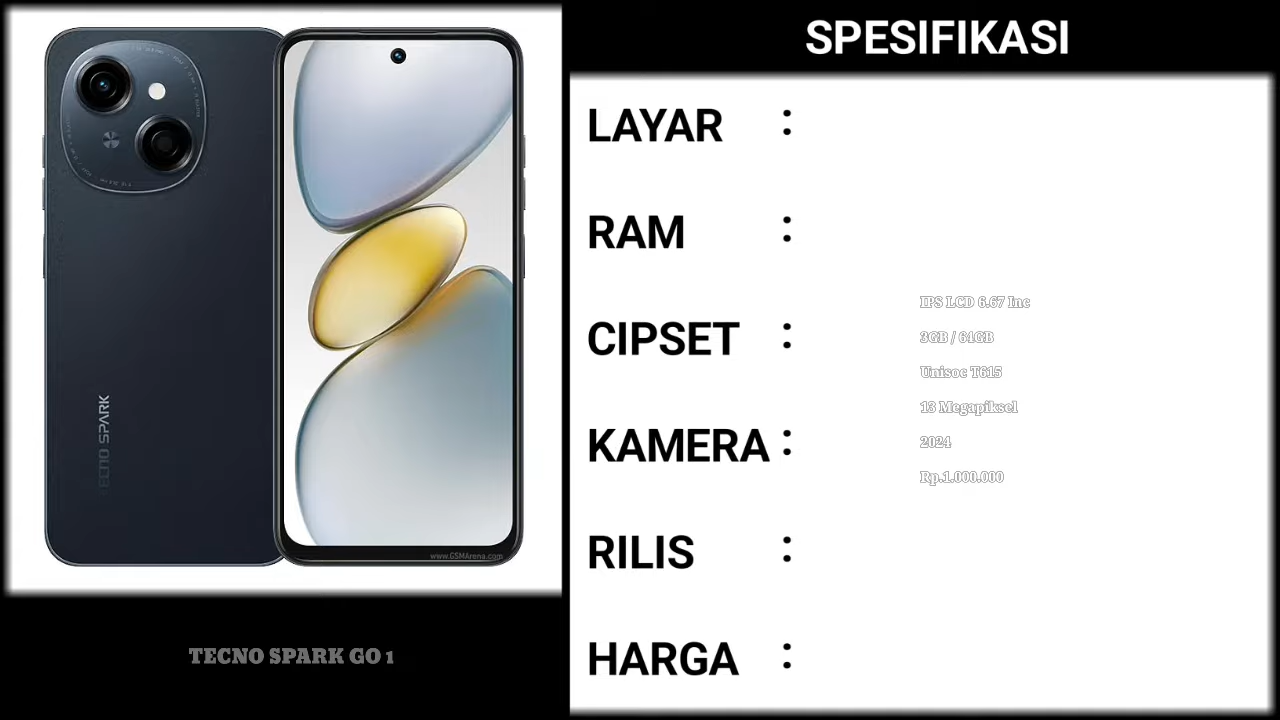 SPESIFIKASI
LAYAR :
RAM :
CIPSET :
KAMERA :
RILIS :
HARGA :
IPS LCD 6.67 Inc
3GB / 64GB
Unisoc T615
13 Megapiksel
2024
Rp.1.000.000
TECNO SPARK
www.GSMArena.com
TECNO SPARK GO 1